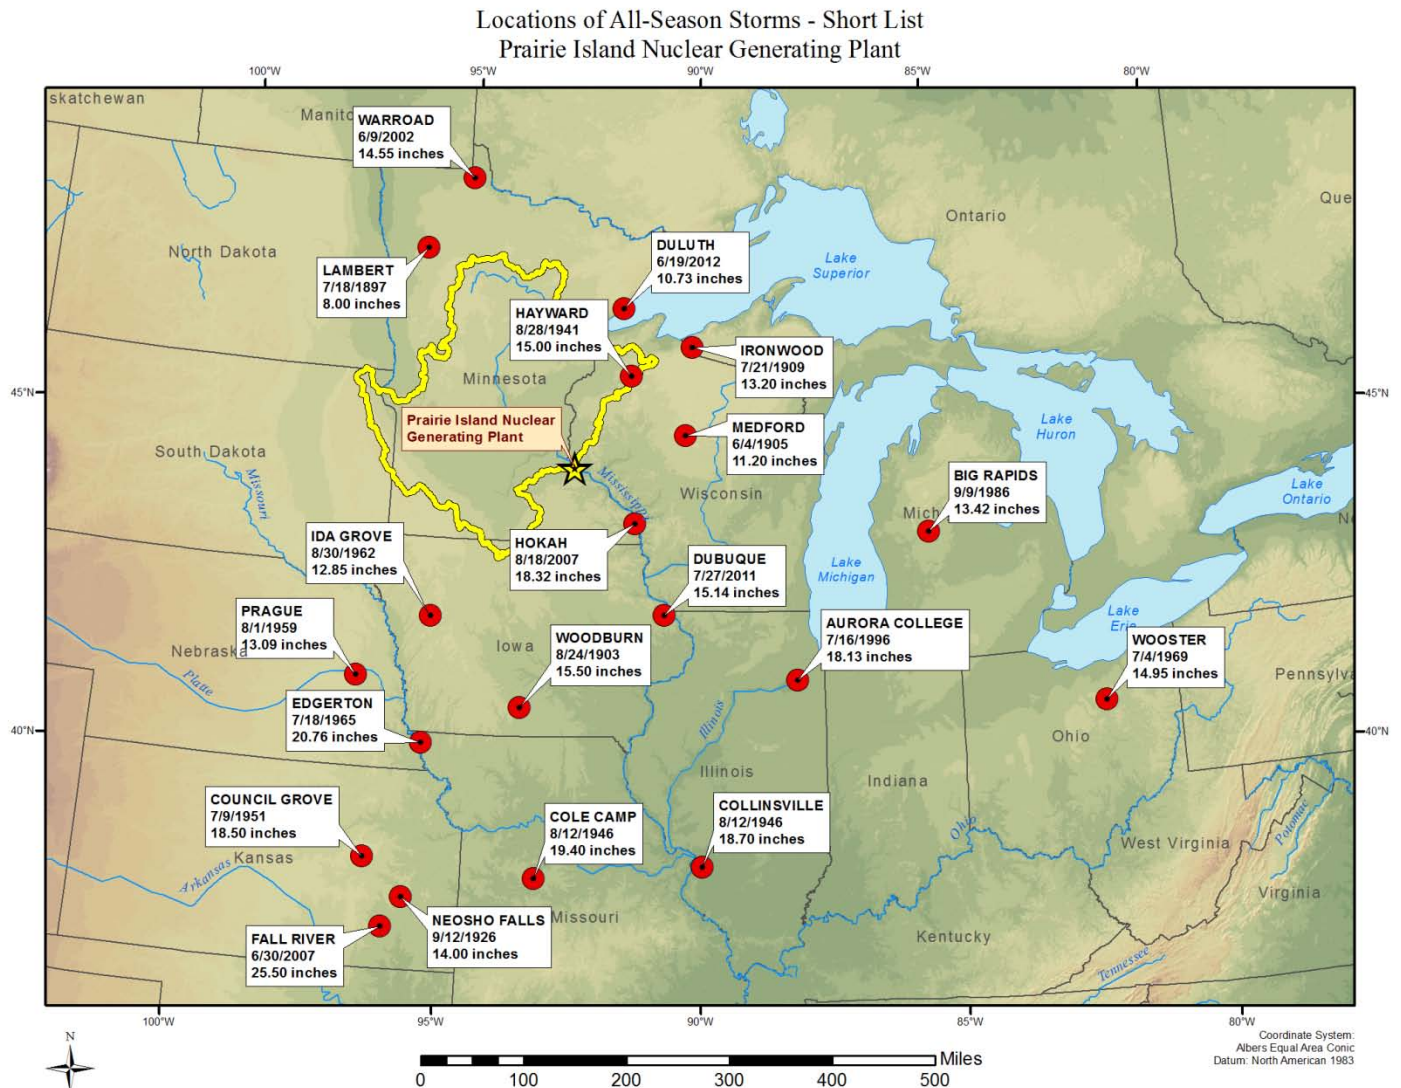 Locations of All-Season Storms - Short List
Prairie Island Nuclear Generating Plant
100°W
95°W
90°W
85°W
80°W
skatchewan
Manito
WARROAD
6/9/2002
14.55 inches
Ontario
Que
North Dakota
LAMBERT
7/18/1897
8.00 inches
DULUTH
6/19/2012
10.73 inches
Lake
Superior
HAYWARD
8/28/1941
15.00 inches
IRONWOOD
7/21/1909
13.20 inches
Minnesota
45°N
45°N
Prairie Island Nuclear
Generating Plant
MEDFORD
6/4/1905
11.20 inches
Lake
Huron
South Dakota
Missouri
Mississippi
Wisconsin
BIG RAPIDS
9/9/1986
13.42 inches
Mich
Lake
Ontario
Ne
IDA GROVE
8/30/1962
12.85 inches
HOKAH
8/18/2007
18.32 inches
DUBUQUE
7/27/2011
15.14 inches
Lake
Michigan
Lake
Erie
PRAGUE
8/1/1959
13.09 inches
Nebraska
Platte
Iowa
WOODBURN
8/24/1903
15.50 inches
AURORA COLLEGE
7/16/1996
18.13 inches
WOOSTER
7/4/1969
14.95 inches
Pennsylva
EDGERTON
7/18/1965
20.76 inches
40°N
40°N
Illinois
Illinois
Indiana
Ohio
COUNCIL GROVE
7/9/1951
18.50 inches
Kansas
Arkansas
COLE CAMP
8/12/1946
19.40 inches
COLLINSVILLE
8/12/1946
18.70 inches
Ohio
West Virginia
Potomac
Virginia
NEOSHO FALLS
9/12/1926
14.00 inches
Missouri
Kentucky
Tennessee
FALL RIVER
6/30/2007
25.50 inches
100°W
95°W
90°W
85°W
80°W
N
Miles
0 100 200 300 400 500
Coordinate System:
Albers Equal Area Conic
Datum: North American 1983